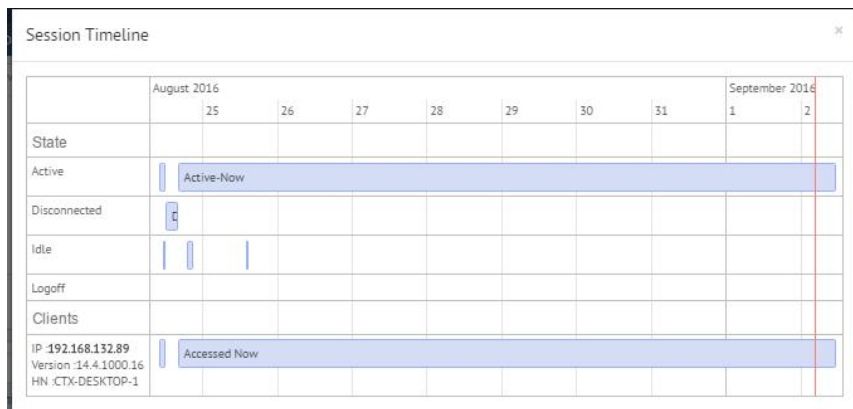 Session Timeline
×
August 2016
September 2016
25
26
27
28
29
30
31
1
2
State
Active
Active-Now
Disconnected
D
Idle
Logoff
Clients
IP :192.168.132.89
Version :14.4.1000.16
HN :CTX-DESKTOP-1
Accessed Now